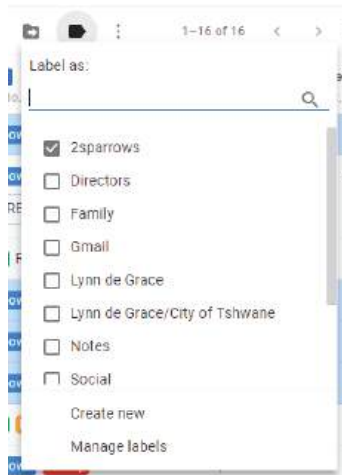 1–16 of 16
Label as:
2sparrows
Directors
Family
Gmail
Lynn de Grace
Lynn de Grace/City of Tshwane
Notes
Social
Create new
Manage labels